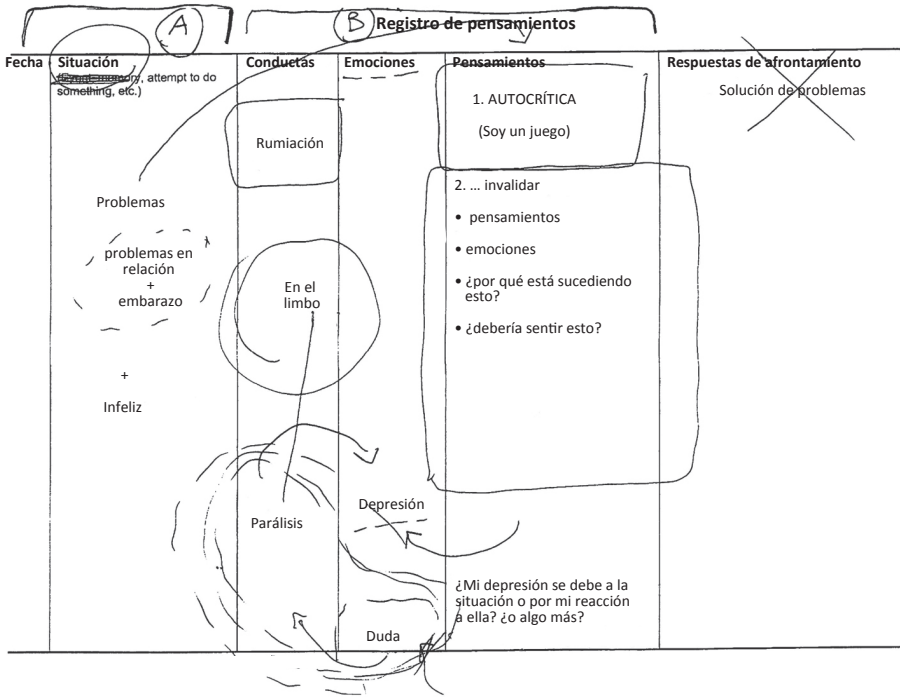 A
B Registro de pensamientos
Fecha Situación Conductas Emociones Pensamientos Respuestas de afrontamiento
attempt to do
something, etc.)
Solución de problemas
1. AUTOCRÍTICA
(Soy un juego)
Rumiación
2. ... invalidar
Problemas
• pensamientos
problemas en
relación
+
embarazo
• emociones
• ¿por qué está sucediendo
esto?
En el
limbo
• ¿debería sentir esto?
+
Infeliz
Depresión
Parálisis
¿Mi depresión se debe a la
situación o por mi reacción
a ella? ¿o algo más?
Duda